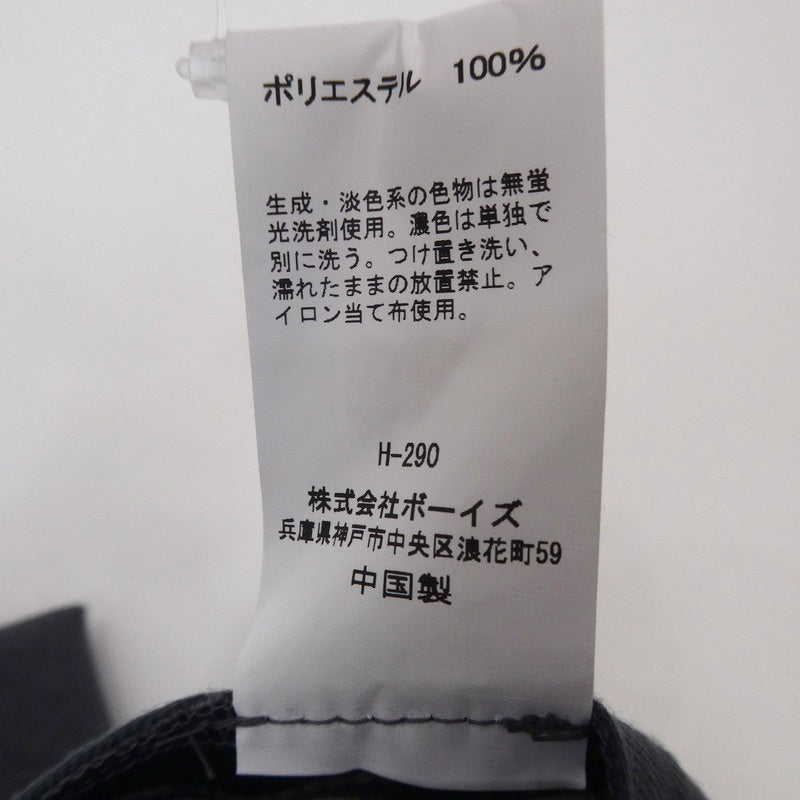 ポリエステル 100%
生成・淡色系の色物は無蛍
光洗剤使用。濃色は単独で
別に洗う。つけ置き洗い、
濡れたままの放置禁止。ア
イロン当て布使用。
H-290
株式会社ボーイズ
兵庫県神戸市中央区浪花町59
中国製